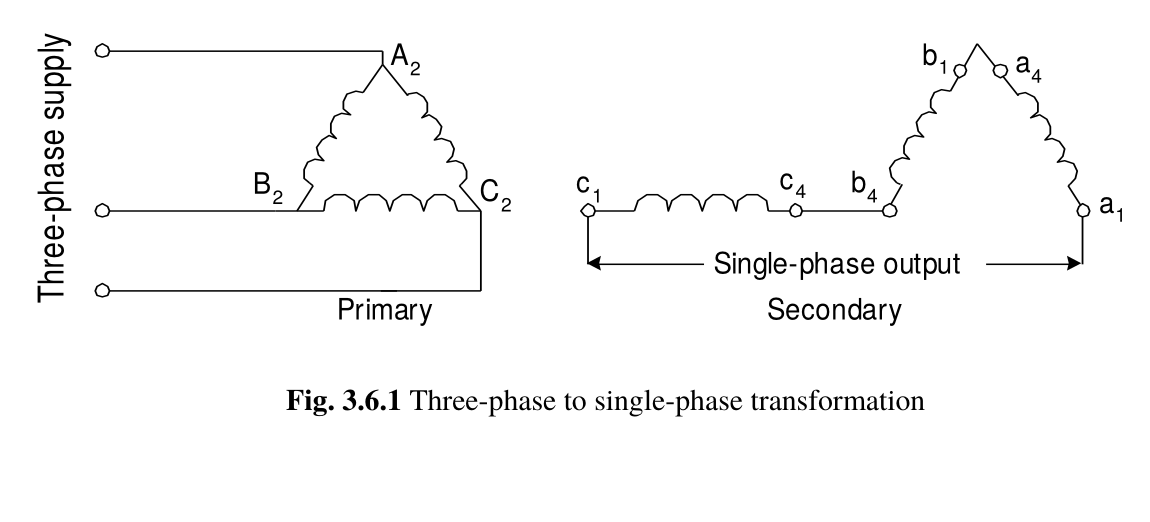 Three-phase supply
A2
B2
C2
Primary
b1
a4
c1
c4
b4
a1
Single-phase output
Secondary
Fig. 3.6.1 Three-phase to single-phase transformation